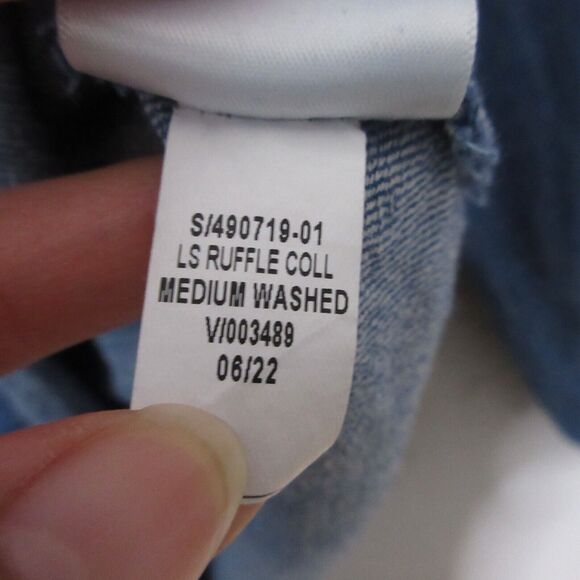 S/490719-01
LS RUFFLE COLL
MEDIUM WASHED
V/003489
06/22